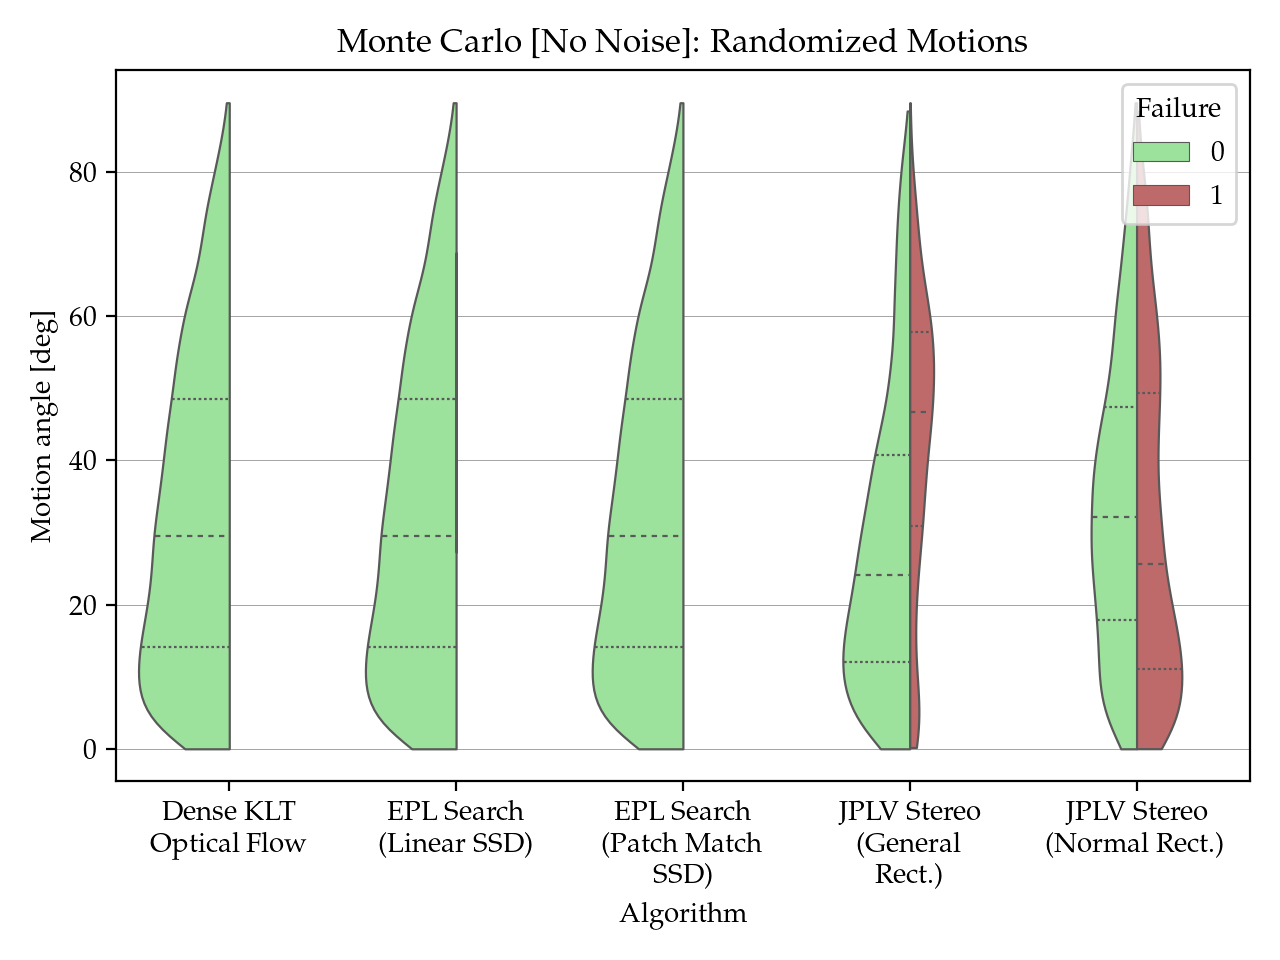 Monte Carlo [No Noise]: Randomized Motions
Failure
0
1
80
60
40
20
0
Motion angle [deg]
Dense KLT
Optical Flow
EPL Search
(Linear SSD)
EPL Search
(Patch Match
SSD)
JPLV Stereo
(General
Rect.)
JPLV Stereo
(Normal Rect.)
Algorithm